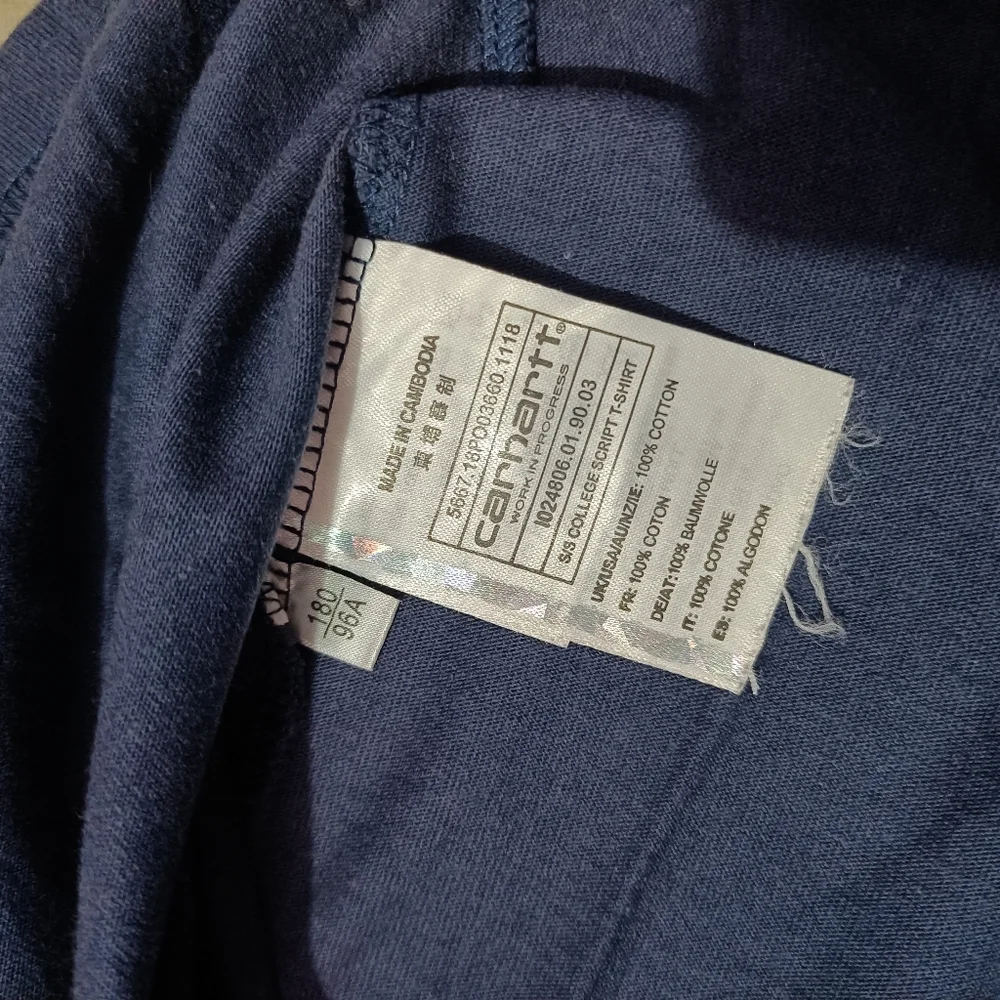 MADE IN CAMBODIA
柬埔寨制
5667.18PO03660.1118
carhartt®
WORK IN PROGRESS
I024806.01.90.03
S/S COLLEGE SCRIPT T-SHIRT
UK/USA/AU/NZ/IE: 100% COTTON
FR: 100% COTON
DE/AT:100% BAUMWOLLE
IT: 100% COTONE
ES: 100% ALGODON
180
96A